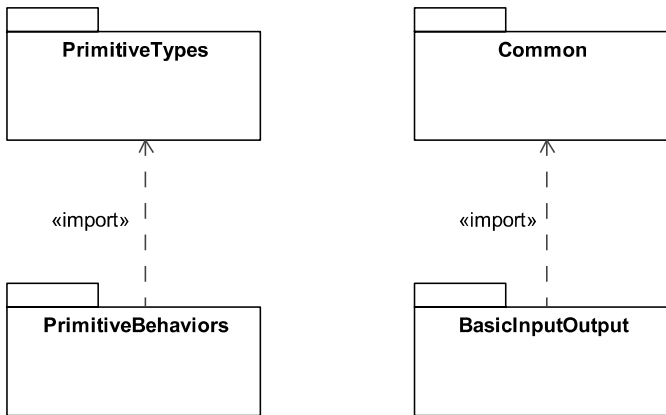 PrimitiveTypes
Common
«import»
«import»
PrimitiveBehaviors
BasicInputOutput